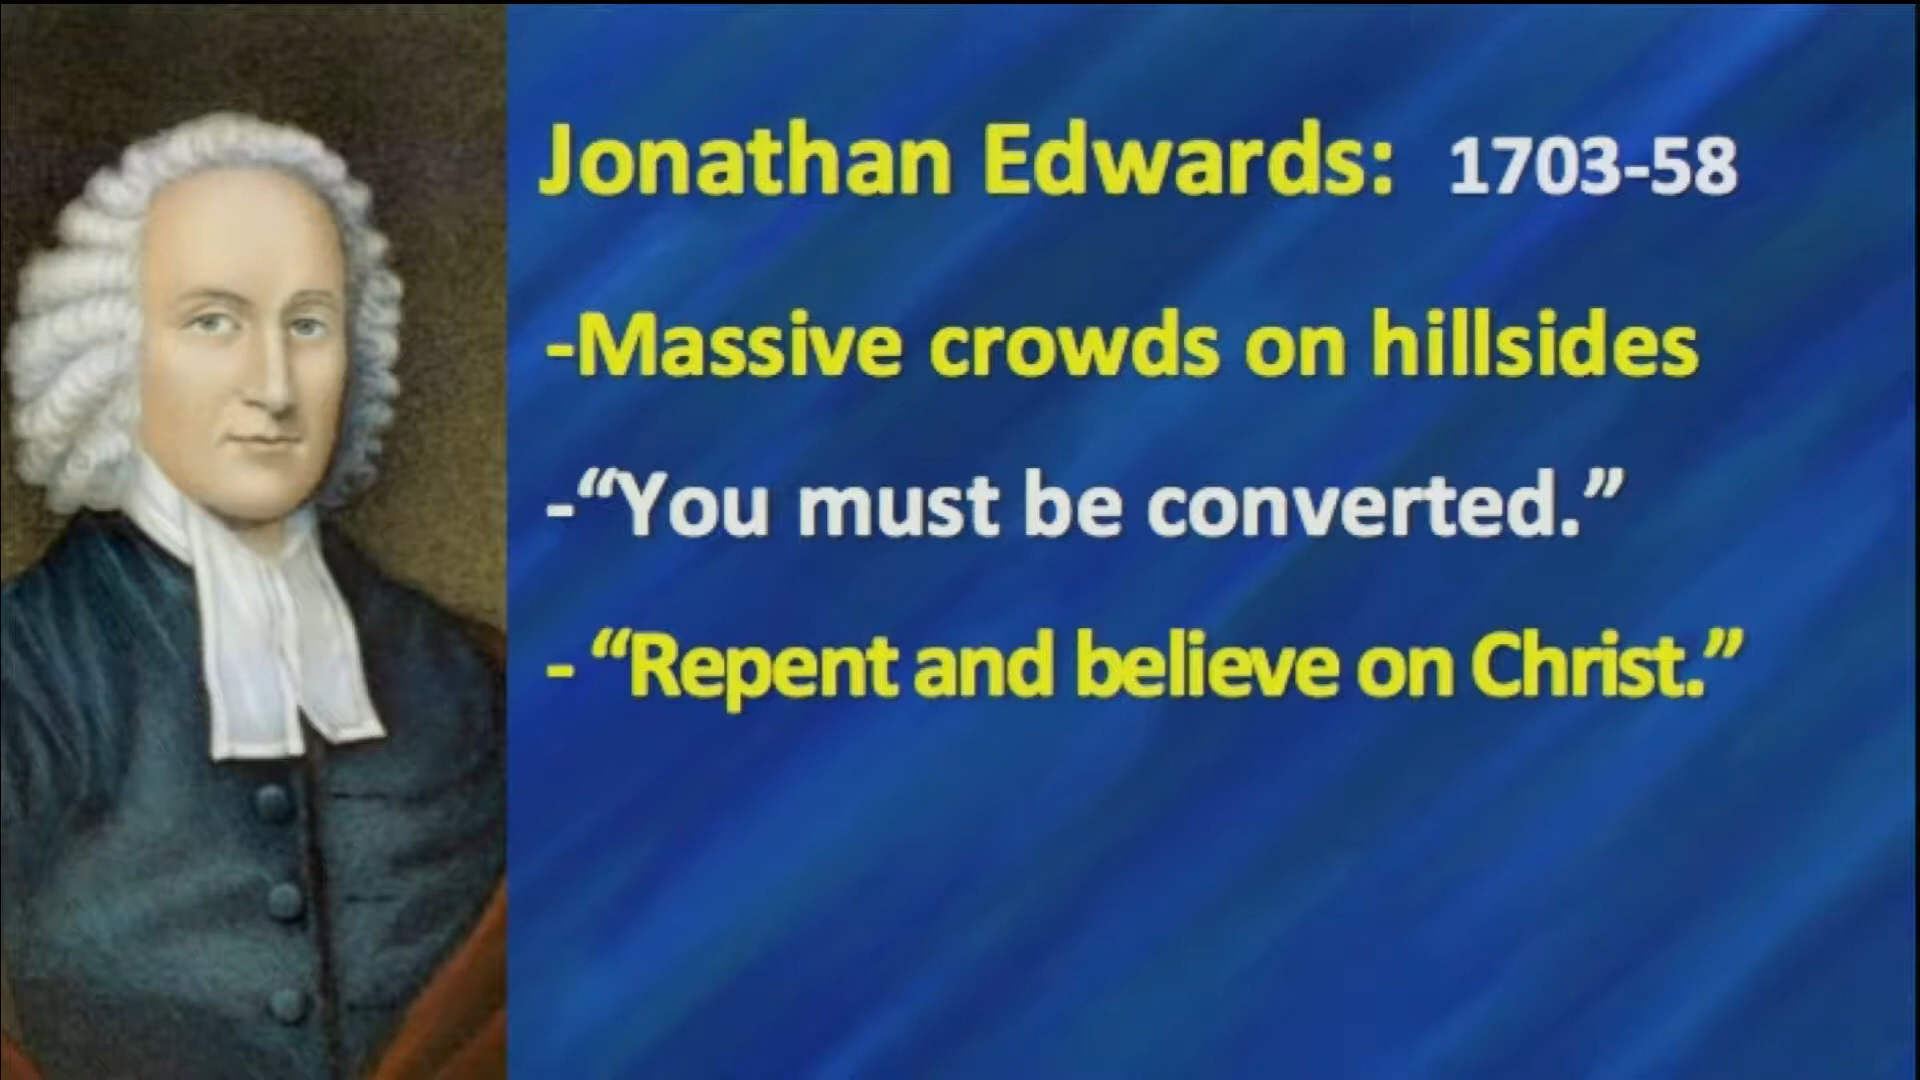 Jonathan Edwards: 1703-58
-Massive crowds on hillsides
-“You must be converted.”
- “Repent and believe on Christ.”